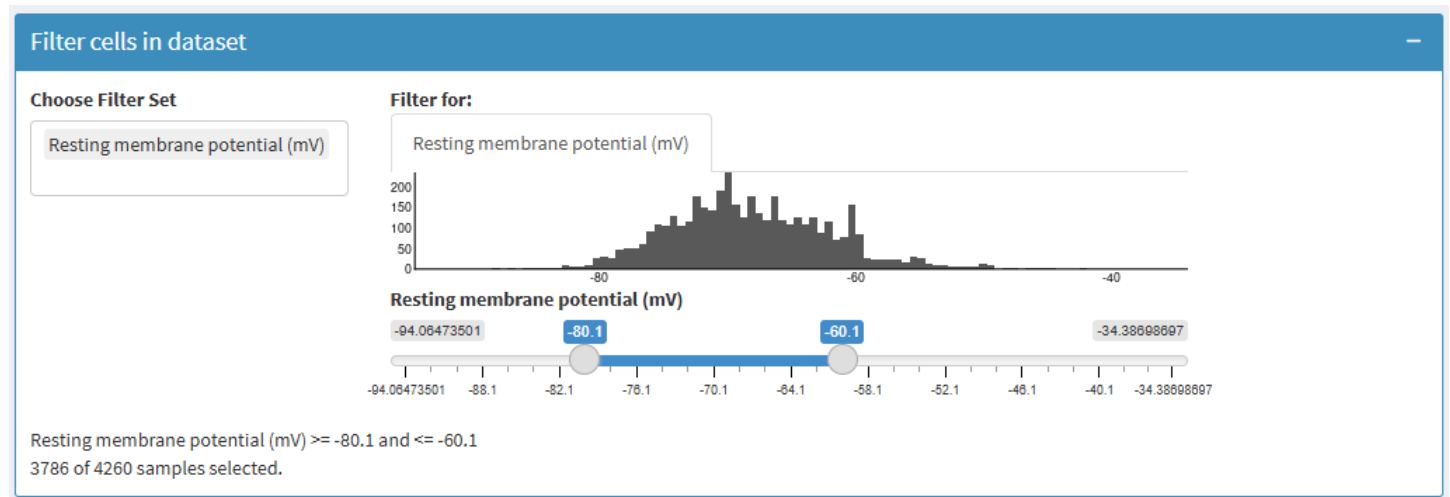 Filter cells in dataset
−
Choose Filter Set
Resting membrane potential (mV)
Filter for:
Resting membrane potential (mV)
200
150
100
50
0
-80 -60 -40
Resting membrane potential (mV)
-94.06473501 -80.1 -60.1 -34.38698697
-94.06473501 -88.1 -82.1 -76.1 -70.1 -64.1 -58.1 -52.1 -46.1 -40.1 -34.38698697
Resting membrane potential (mV) >= -80.1 and <= -60.1
3786 of 4260 samples selected.